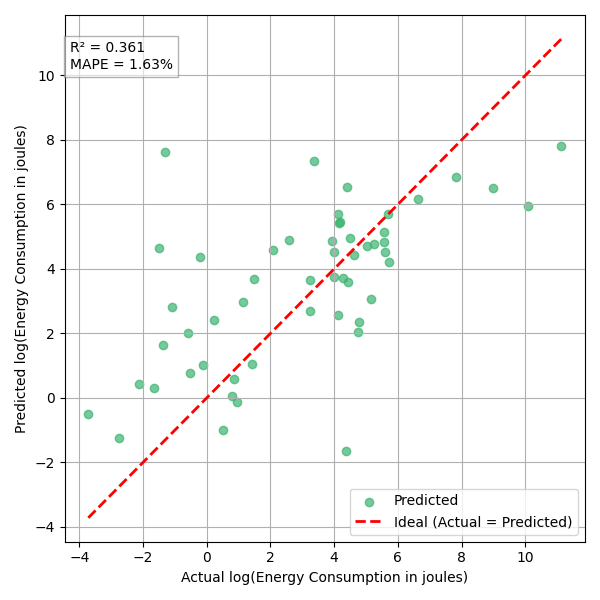 R² = 0.361
MAPE = 1.63%
10
8
6
4
2
0
−2
−4
Predicted log(Energy Consumption in joules)
Predicted
Ideal (Actual = Predicted)
−4 −2 0 2 4 6 8 10
Actual log(Energy Consumption in joules)